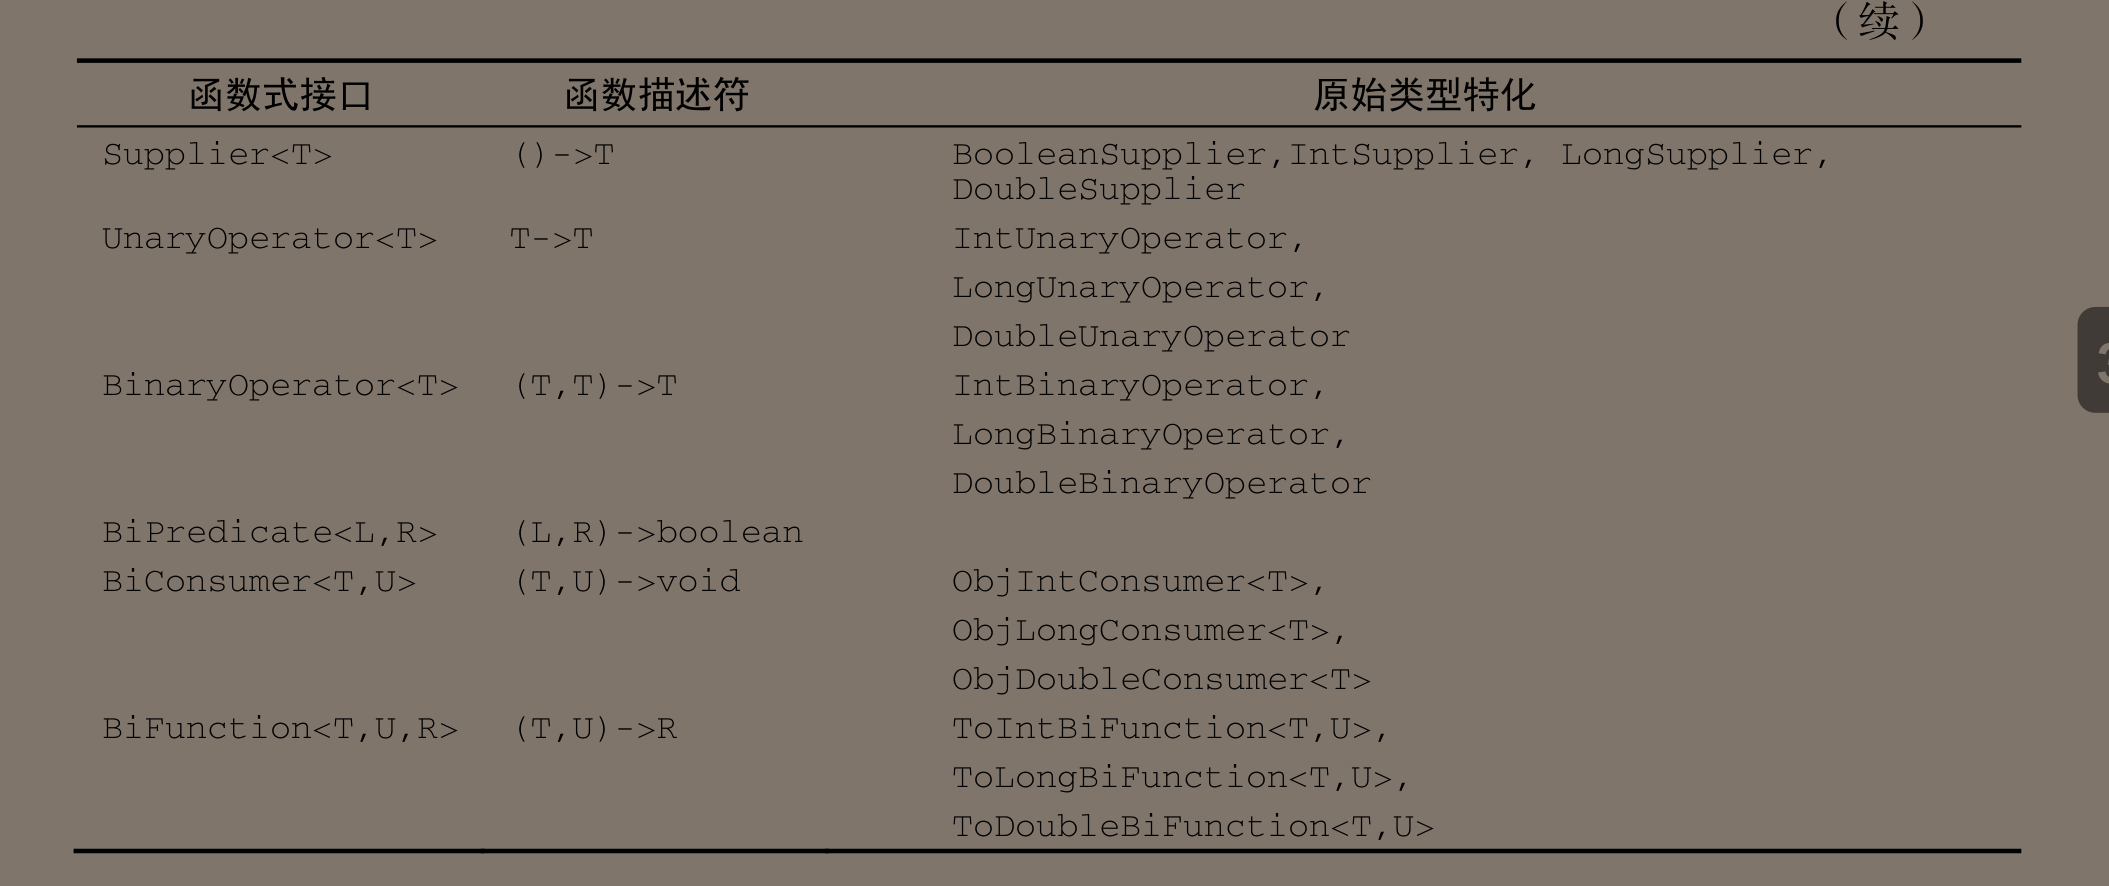 （续）
函数式接口 函数描述符 原始类型特化
Supplier<T> ()->T BooleanSupplier,IntSupplier, LongSupplier,
DoubleSupplier
UnaryOperator<T> T->T IntUnaryOperator,
LongUnaryOperator,
DoubleUnaryOperator
BinaryOperator<T> (T,T)->T IntBinaryOperator,
LongBinaryOperator,
DoubleBinaryOperator
BiPredicate<L,R> (L,R)->boolean
BiConsumer<T,U> (T,U)->void ObjIntConsumer<T>,
ObjLongConsumer<T>,
ObjDoubleConsumer<T>
BiFunction<T,U,R> (T,U)->R ToIntBiFunction<T,U>,
ToLongBiFunction<T,U>,
ToDoubleBiFunction<T,U>